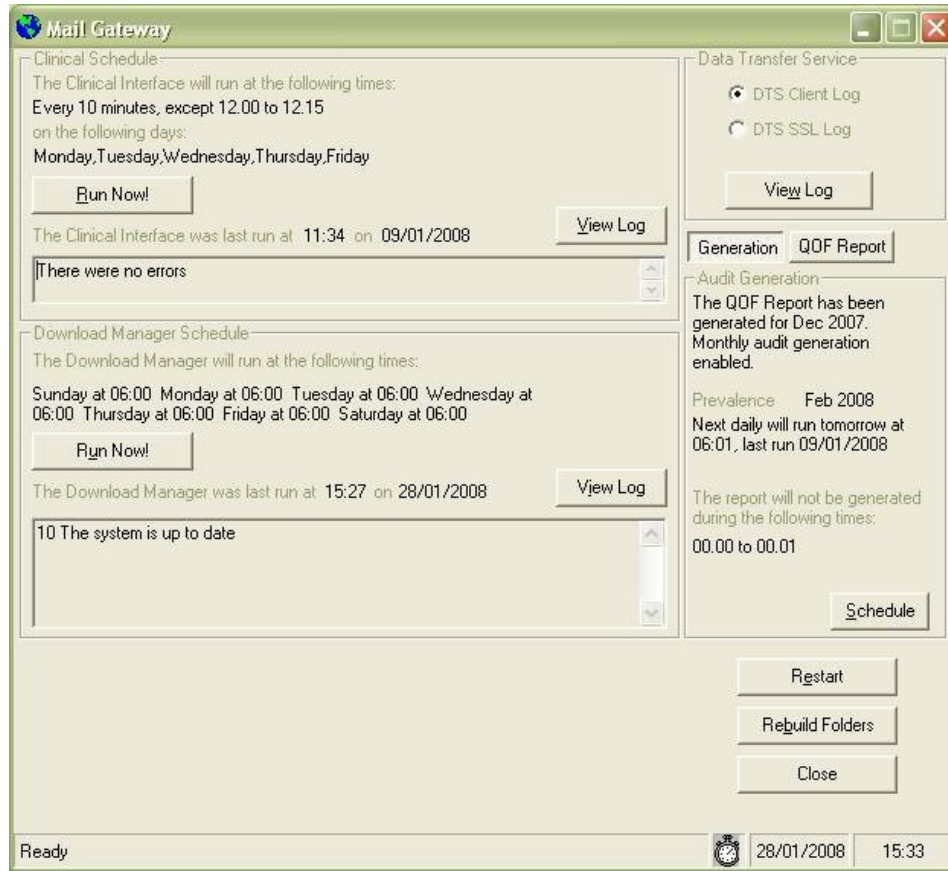 Mail Gateway
Clinical Schedule
The Clinical Interface will run at the following times:
Every 10 minutes, except 12.00 to 12.15
on the following days:
Monday,Tuesday,Wednesday,Thursday,Friday
Run Now!
The Clinical Interface was last run at 11:34 on 09/01/2008
View Log
There were no errors
Download Manager Schedule
The Download Manager will run at the following times:
Sunday at 06:00 Monday at 06:00 Tuesday at 06:00 Wednesday at
06:00 Thursday at 06:00 Friday at 06:00 Saturday at 06:00
Run Now!
The Download Manager was last run at 15:27 on 28/01/2008
View Log
10 The system is up to date
Data Transfer Service
DTS Client Log
DTS SSL Log
View Log
Generation QOF Report
Audit Generation
The QOF Report has been
generated for Dec 2007.
Monthly audit generation
enabled.
Prevalence Feb 2008
Next daily will run tomorrow at
06:01, last run 09/01/2008
The report will not be generated
during the following times:
00.00 to 00.01
Schedule
Restart
Rebuild Folders
Close
Ready 28/01/2008 15:33